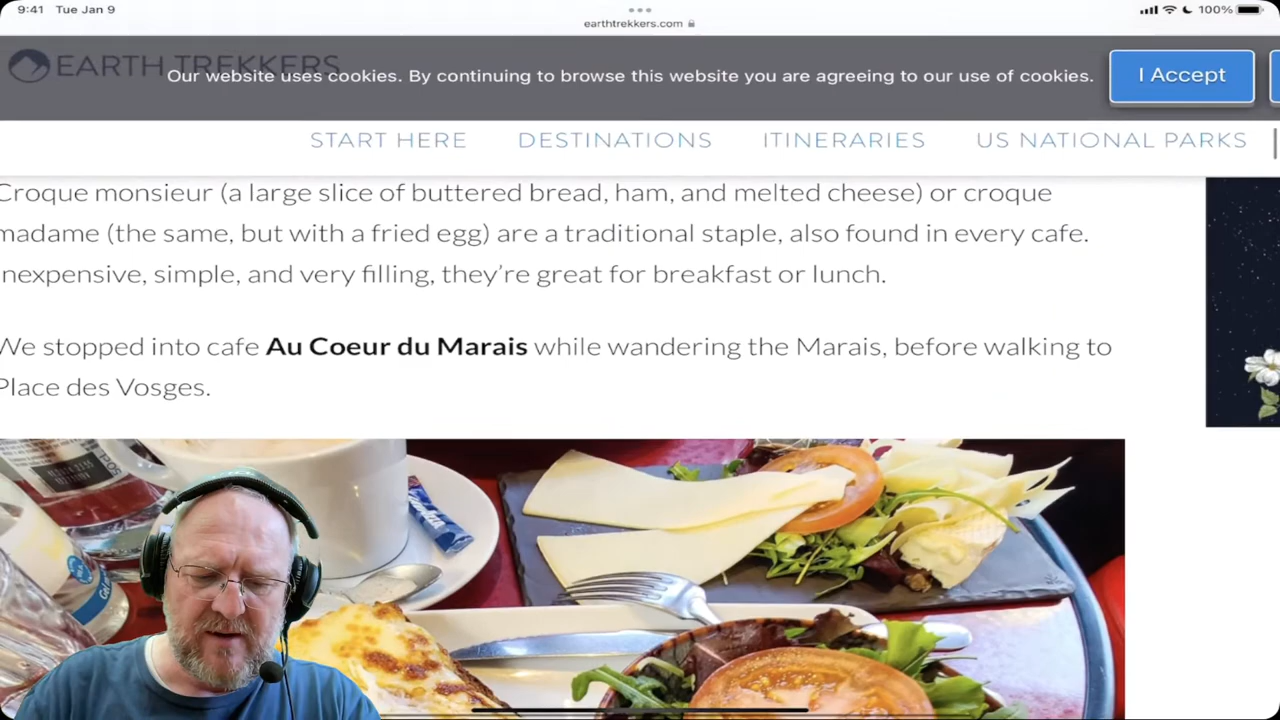 9:41 Tue Jan 9
earthtrekkers.com
100%
EARTH TREKKERS
Our website uses cookies. By continuing to browse this website you are agreeing to our use of cookies.
I Accept
START HERE DESTINATIONS ITINERARIES US NATIONAL PARKS
Croque monsieur (a large slice of buttered bread, ham, and melted cheese) or croque
madame (the same, but with a fried egg) are a traditional staple, also found in every cafe.
nexpensive, simple, and very filling, they’re great for breakfast or lunch.
We stopped into cafe Au Coeur du Marais while wandering the Marais, before walking to
Place des Vosges.